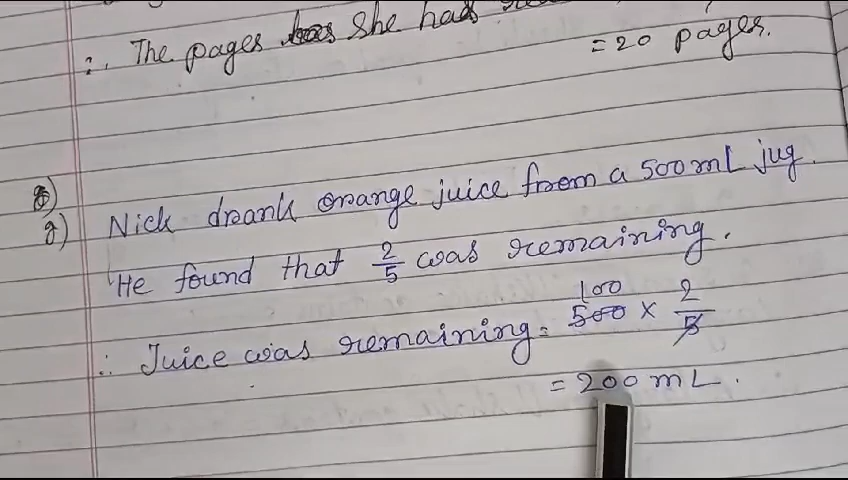 ∴ The pages she had
= 20 pages.
g) Nick drank orange juice from a 500 mL jug.
He found that 2/5 was remaining.
∴ Juice was remaining = 500 × 2/5
100
= 200 mL.